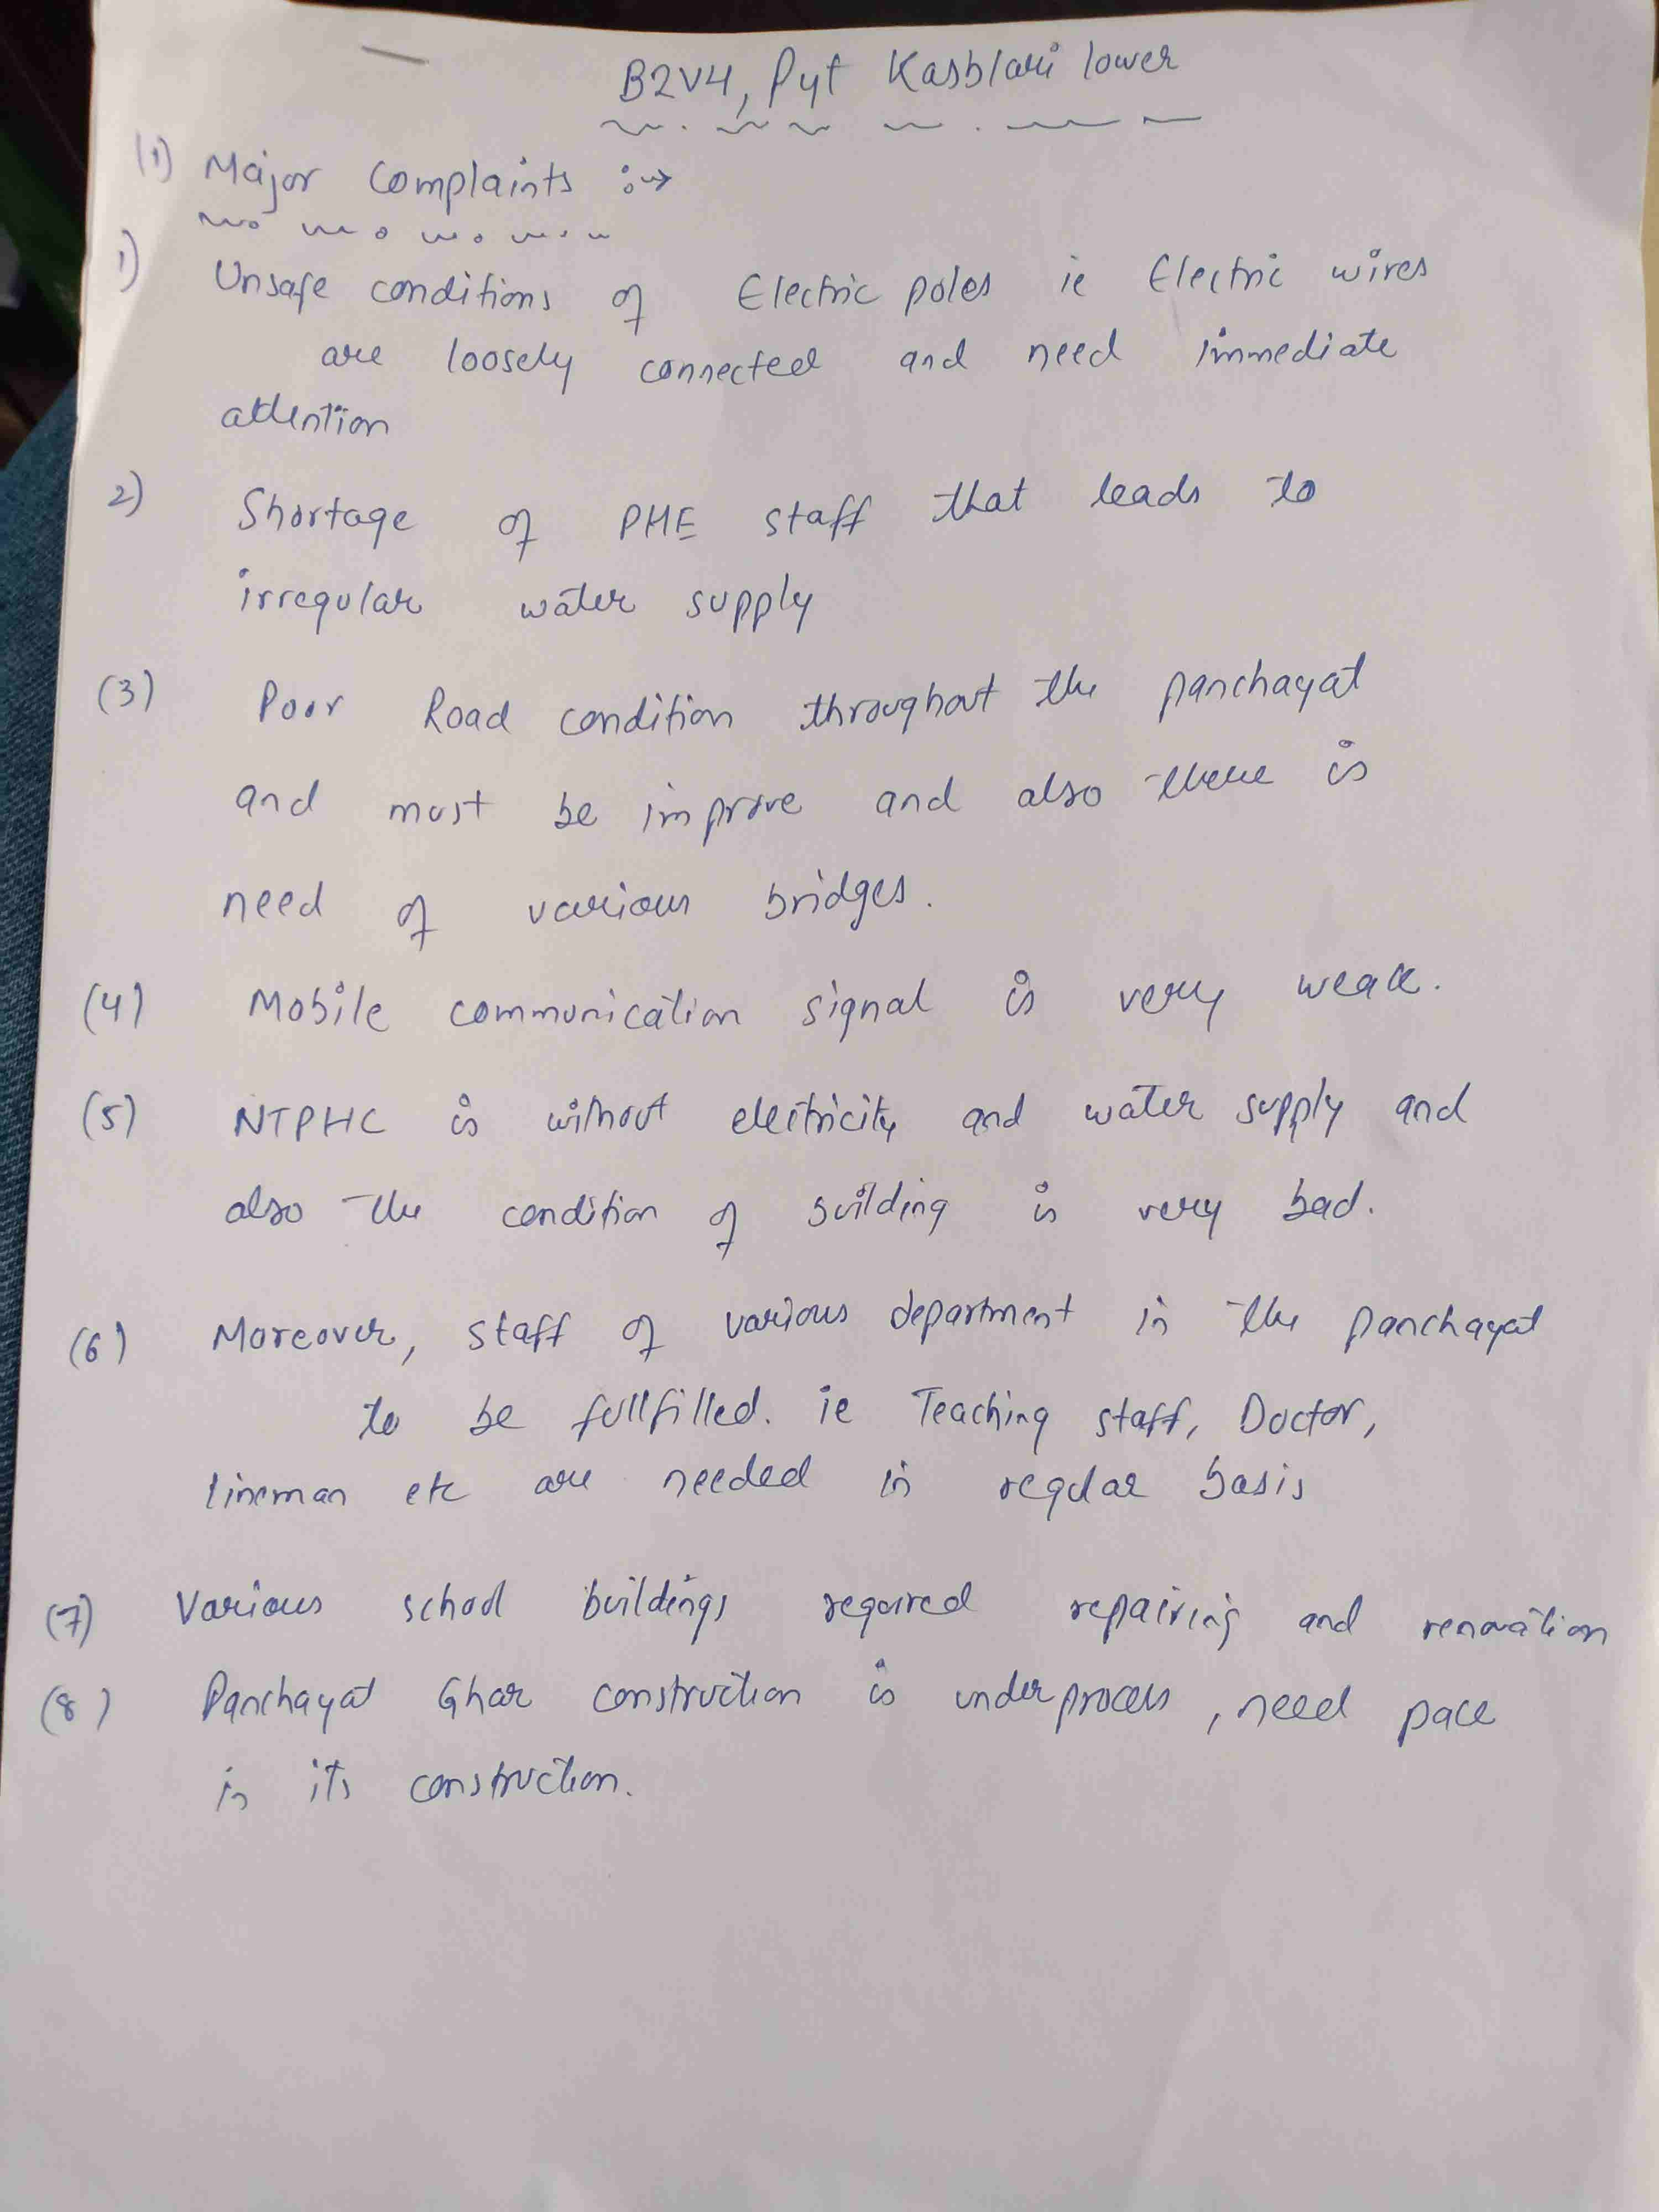 B2V4, Pyt Kasblari lower
(1) Major Complaints :→
1) Unsafe conditions of Electric poles ie Electric wires
are loosely connected and need immediate
attention
2) Shortage of PHE staff that leads to
irregular water supply
(3) Poor Road condition throughout the panchayat
and must be improve and also there is
need of various bridges.
(4) Mobile communication signal is very weak.
(5) NTPHC is without electricity and water supply and
also the condition of building is very bad.
(6) Moreover, staff of various department in the panchayat
to be fullfilled. ie Teaching staff, Doctor,
lineman etc are needed in regular basis
(7) Various school buildings required repairing and renovation
(8) Panchayat Ghar construction is under process, need pace
in its construction.